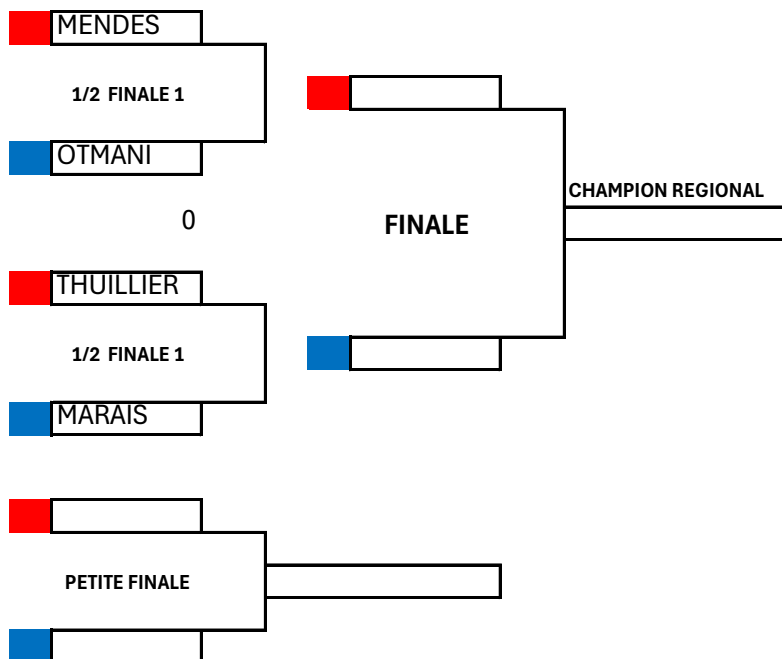 MENDES
1/2 FINALE 1
OTMANI
0
THUILLIER
1/2 FINALE 1
MARAIS
FINALE
CHAMPION REGIONAL
PETITE FINALE